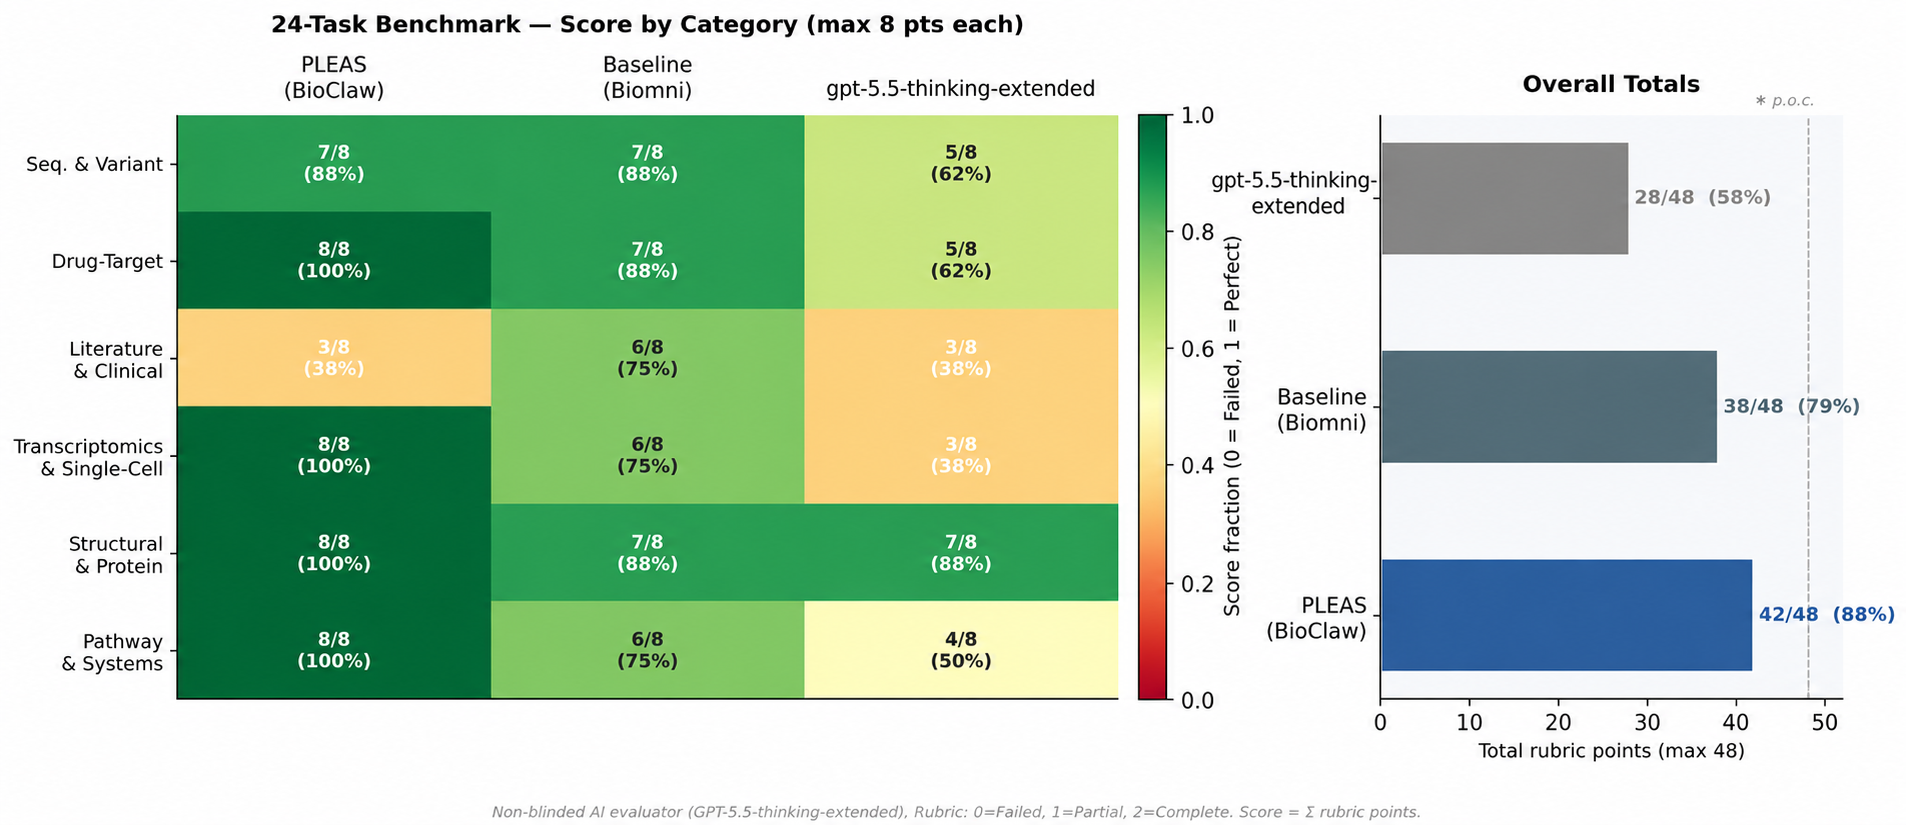 24-Task Benchmark — Score by Category (max 8 pts each)
PLEAS
(BioClaw)
Baseline
(Biomni)
gpt-5.5-thinking-extended
Seq. & Variant
7/8
(88%)
7/8
(88%)
5/8
(62%)
Drug-Target
8/8
(100%)
7/8
(88%)
5/8
(62%)
Literature
& Clinical
3/8
(38%)
6/8
(75%)
3/8
(38%)
Transcriptomics
& Single-Cell
8/8
(100%)
6/8
(75%)
3/8
(38%)
Structural
& Protein
8/8
(100%)
7/8
(88%)
7/8
(88%)
Pathway
& Systems
8/8
(100%)
6/8
(75%)
4/8
(50%)
1.0
0.8
0.6
0.4
0.2
0.0
Score fraction (0 = Failed, 1 = Perfect)
Overall Totals
* p.o.c.
gpt-5.5-thinking-
extended
28/48 (58%)
Baseline
(Biomni)
38/48 (79%)
PLEAS
(BioClaw)
42/48 (88%)
0 10 20 30 40 50
Total rubric points (max 48)
Non-blinded AI evaluator (GPT-5.5-thinking-extended), Rubric: 0=Failed, 1=Partial, 2=Complete. Score = Σ rubric points.